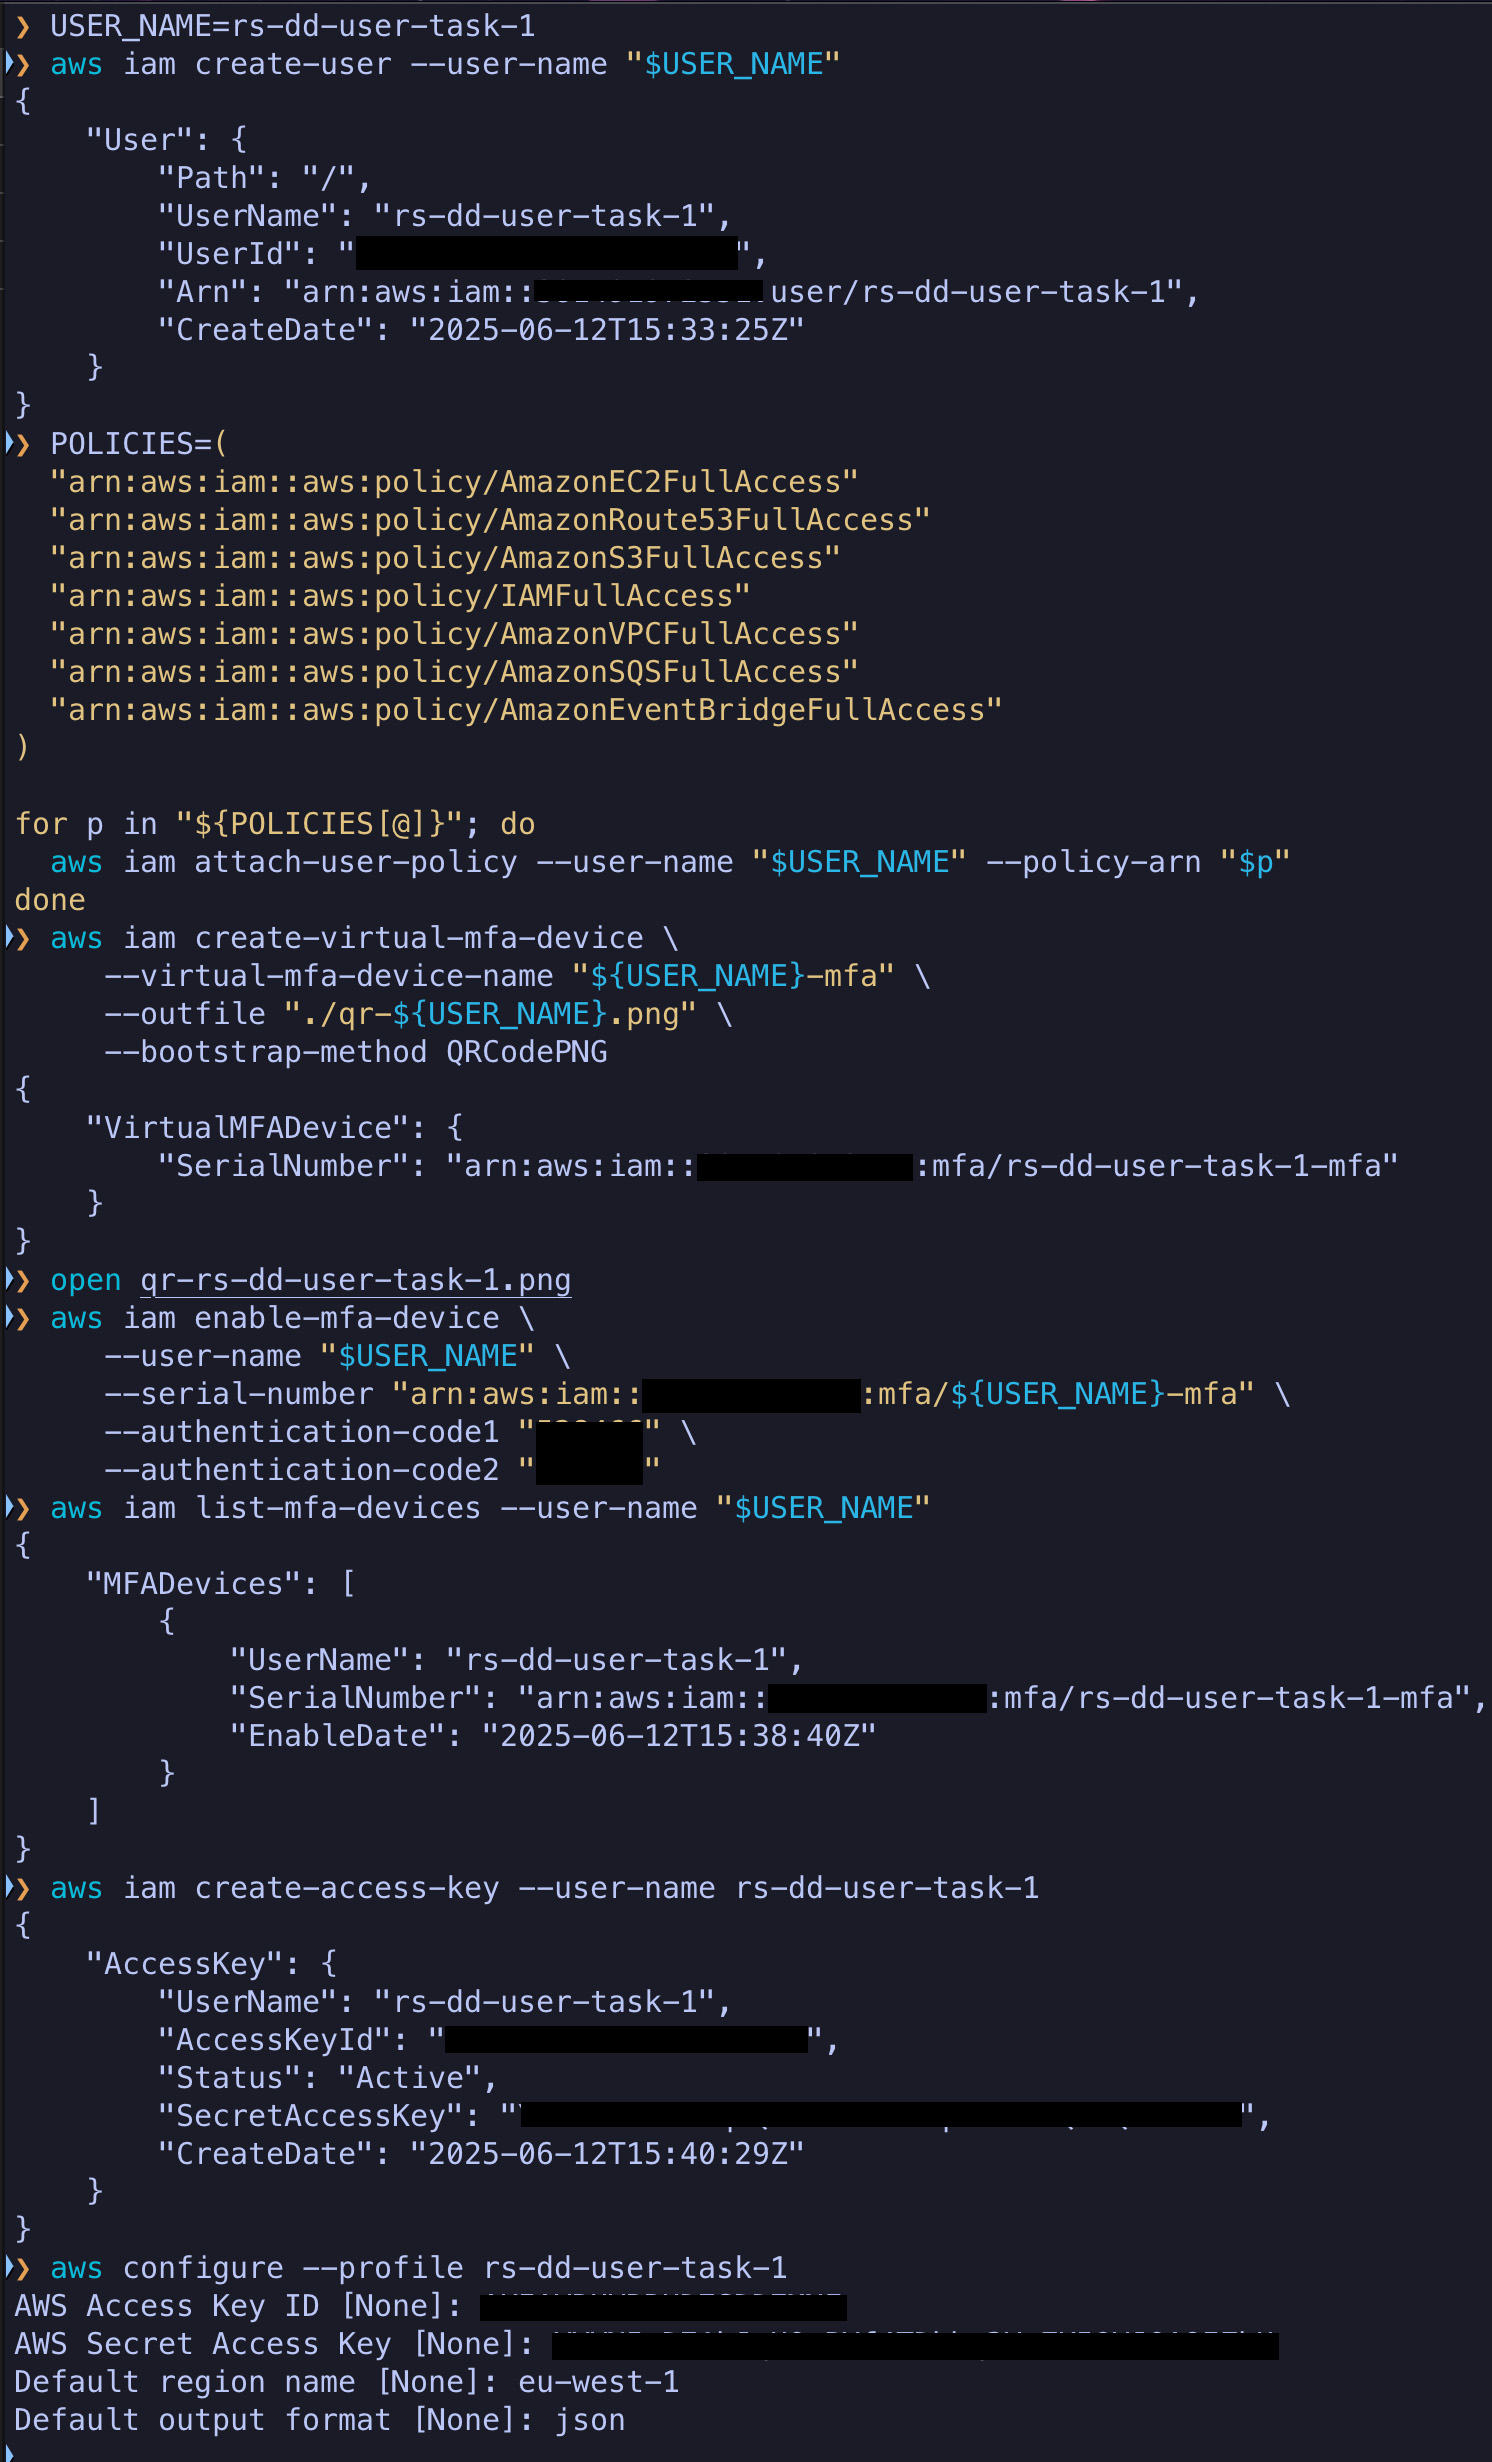 ❯ USER_NAME=rs-dd-user-task-1
❯ aws iam create-user --user-name "$USER_NAME"
{
    "User": {
        "Path": "/",
        "UserName": "rs-dd-user-task-1",
        "UserId": "",
        "Arn": "arn:aws:iam::user/rs-dd-user-task-1",
        "CreateDate": "2025-06-12T15:33:25Z"
    }
}
❯ POLICIES=(
  "arn:aws:iam::aws:policy/AmazonEC2FullAccess"
  "arn:aws:iam::aws:policy/AmazonRoute53FullAccess"
  "arn:aws:iam::aws:policy/AmazonS3FullAccess"
  "arn:aws:iam::aws:policy/IAMFullAccess"
  "arn:aws:iam::aws:policy/AmazonVPCFullAccess"
  "arn:aws:iam::aws:policy/AmazonSQSFullAccess"
  "arn:aws:iam::aws:policy/AmazonEventBridgeFullAccess"
)
for p in "${POLICIES[@]}"; do
  aws iam attach-user-policy --user-name "$USER_NAME" --policy-arn "$p"
done
❯ aws iam create-virtual-mfa-device \
     --virtual-mfa-device-name "${USER_NAME}-mfa" \
     --outfile "./qr-${USER_NAME}.png" \
     --bootstrap-method QRCodePNG
{
    "VirtualMFADevice": {
        "SerialNumber": "arn:aws:iam:::mfa/rs-dd-user-task-1-mfa"
    }
}
❯ open qr-rs-dd-user-task-1.png
❯ aws iam enable-mfa-device \
     --user-name "$USER_NAME" \
     --serial-number "arn:aws:iam:::mfa/${USER_NAME}-mfa" \
     --authentication-code1 "" \
     --authentication-code2 ""
❯ aws iam list-mfa-devices --user-name "$USER_NAME"
{
    "MFADevices": [
        {
            "UserName": "rs-dd-user-task-1",
            "SerialNumber": "arn:aws:iam:::mfa/rs-dd-user-task-1-mfa",
            "EnableDate": "2025-06-12T15:38:40Z"
        }
    ]
}
❯ aws iam create-access-key --user-name rs-dd-user-task-1
{
    "AccessKey": {
        "UserName": "rs-dd-user-task-1",
        "AccessKeyId": "",
        "Status": "Active",
        "SecretAccessKey": "",
        "CreateDate": "2025-06-12T15:40:29Z"
    }
}
❯ aws configure --profile rs-dd-user-task-1
AWS Access Key ID [None]:
AWS Secret Access Key [None]:
Default region name [None]: eu-west-1
Default output format [None]: json